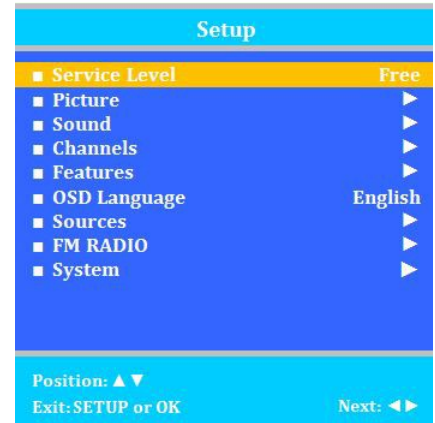 Setup
■ Service Level Free
■ Picture ▶
■ Sound ▶
■ Channels ▶
■ Features ▶
■ OSD Language English
■ Sources ▶
■ FM RADIO ▶
■ System ▶
Position: ▲ ▼
Exit: SETUP or OK Next: ◀ ▶